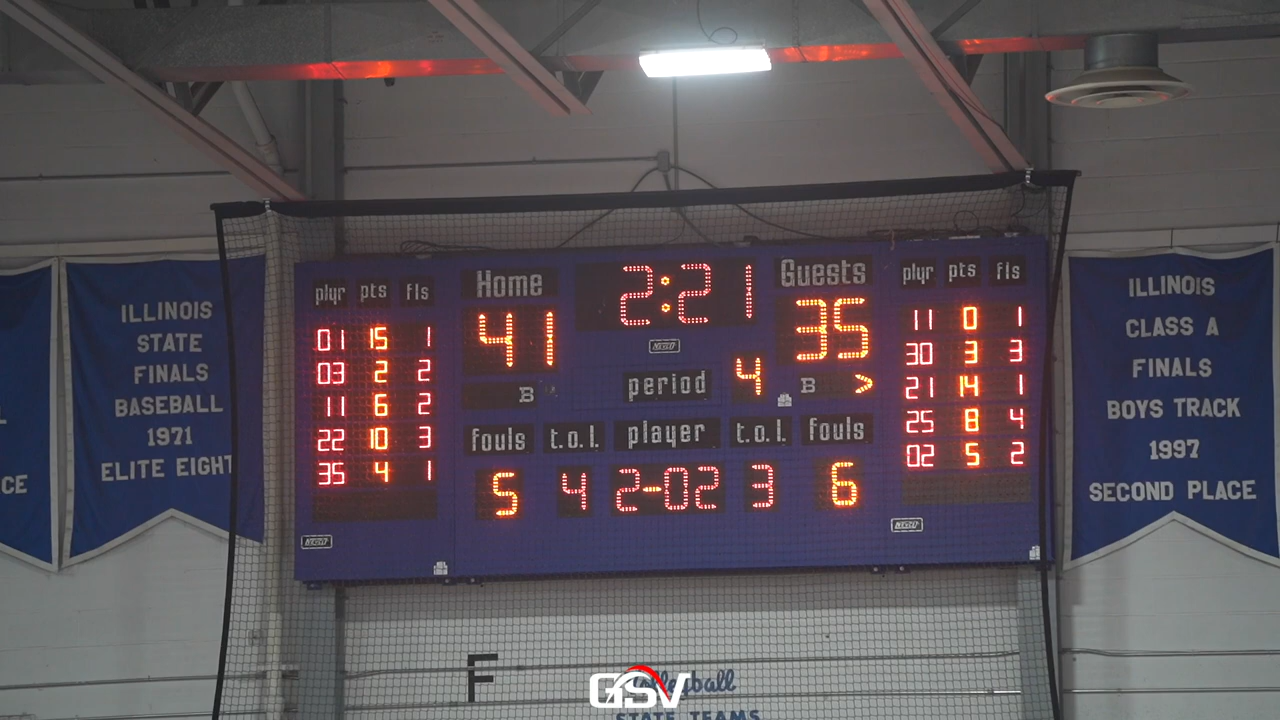 CE
ILLINOIS
STATE
FINALS
BASEBALL
1971
ELITE EIGHT
plyr pts fls
01 15 1
03 2 2
11 6 2
22 10 3
35 4 1
Home 2:21 Guests
41 35
period 4
B B >
fouls t.o.l. player t.o.l. fouls
5 4 2-02 3 6
plyr pts fls
11 0 1
30 3 3
21 14 1
25 8 4
02 5 2
ILLINOIS
CLASS A
FINALS
BOYS TRACK
1997
SECOND PLACE
F
Volleyball
STATE TEAMS
GSV